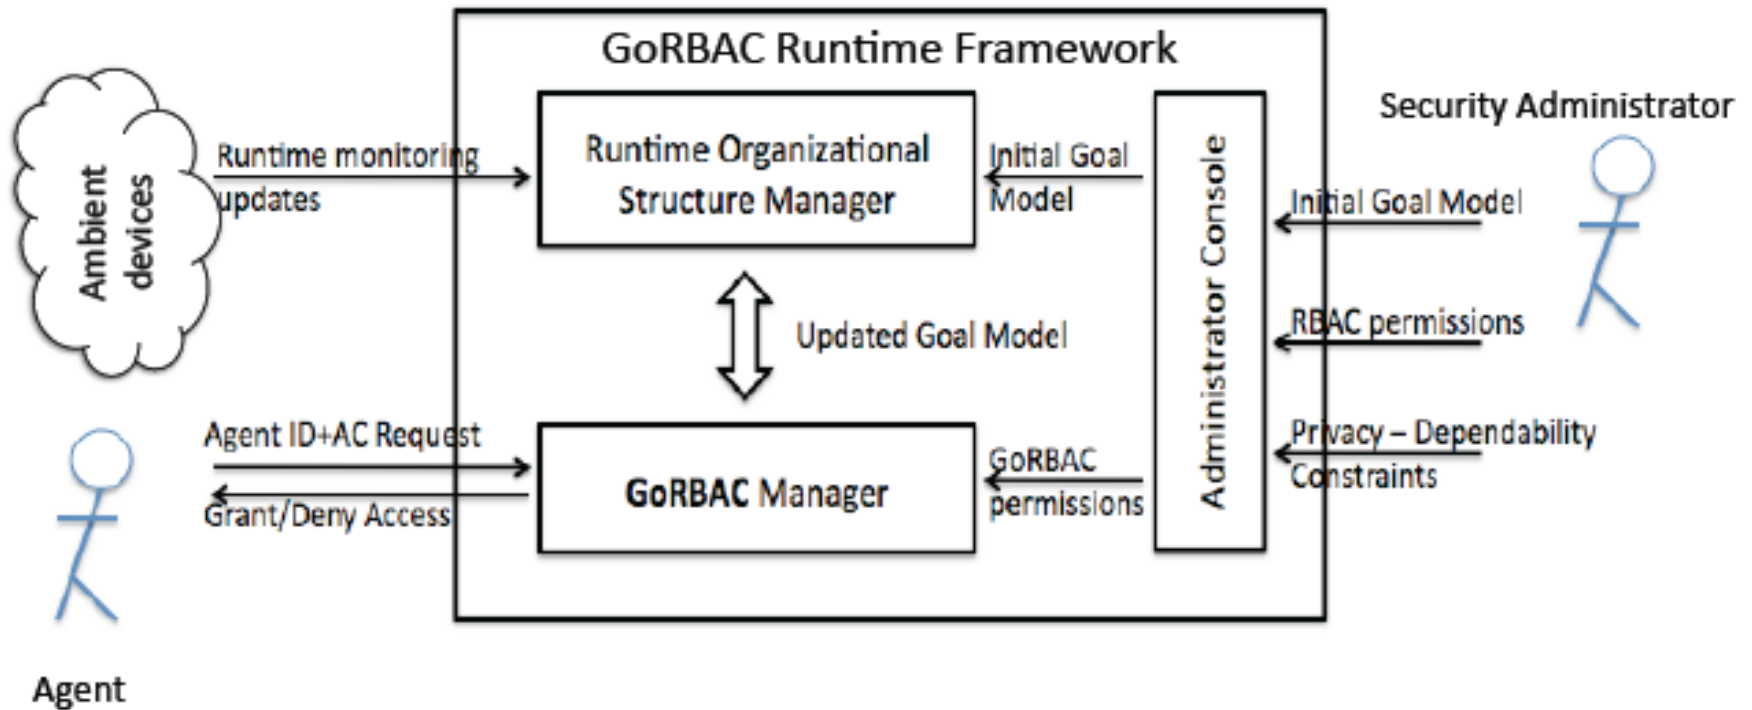 GoRBAC Runtime Framework
Security Administrator
Ambient
devices
Runtime monitoring
updates
Runtime Organizational
Structure Manager
Initial Goal
Model
Administrator Console
Initial Goal Model
RBAC permissions
Privacy – Dependability
Constraints
Updated Goal Model
Agent ID+AC Request
Grant/Deny Access
GoRBAC Manager
GoRBAC
permissions
Agent